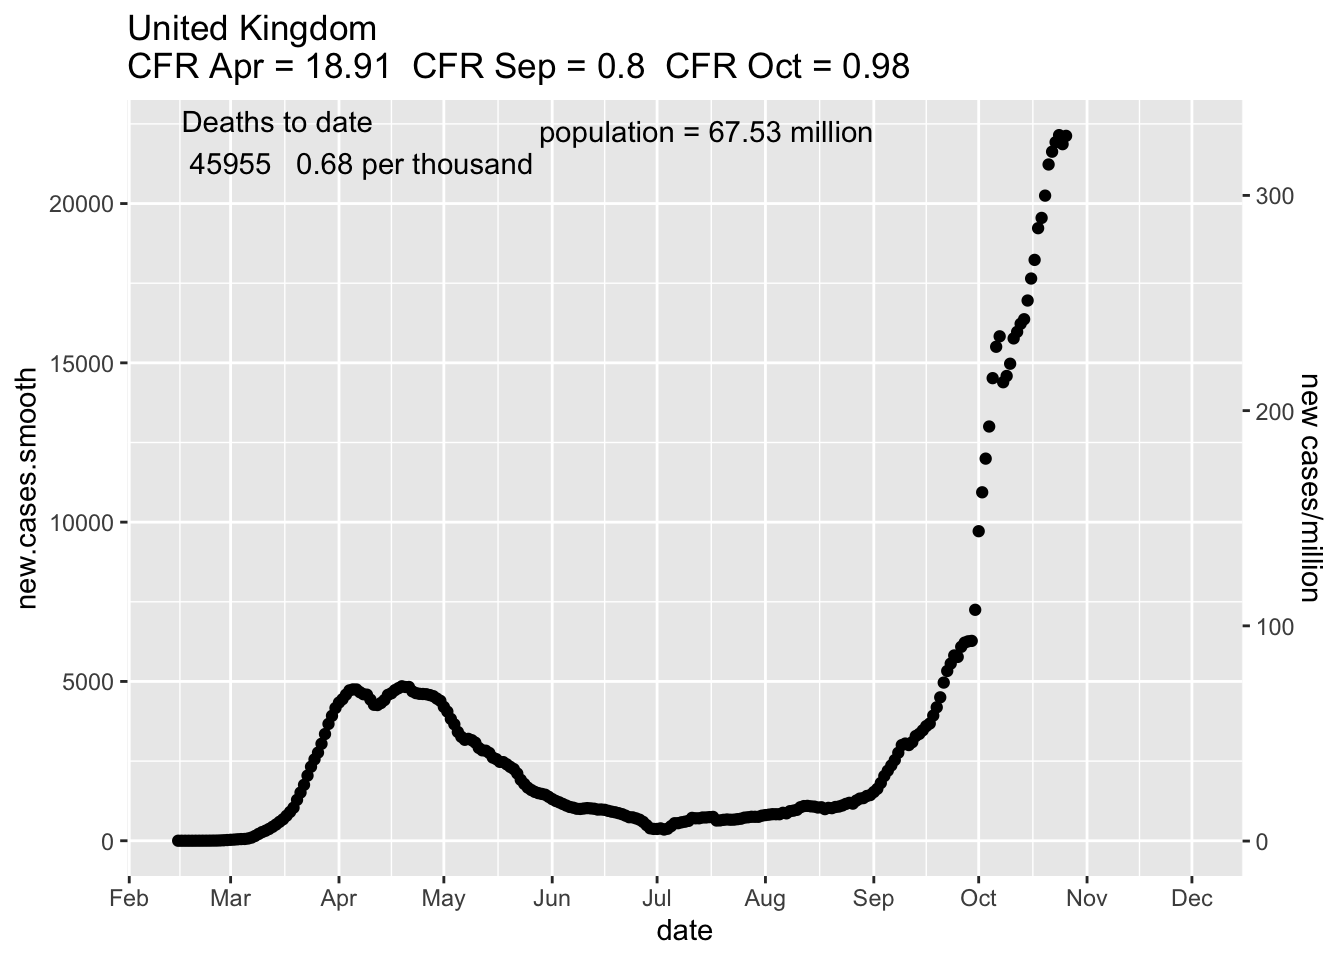 United Kingdom
CFR Apr = 18.91  CFR Sep = 0.8  CFR Oct = 0.98
Deaths to date
45955   0.68 per thousand
population = 67.53 million
new.cases.smooth
20000
15000
10000
5000
0
300
200
100
0
new cases/million
Feb Mar Apr May Jun Jul Aug Sep Oct Nov Dec
date